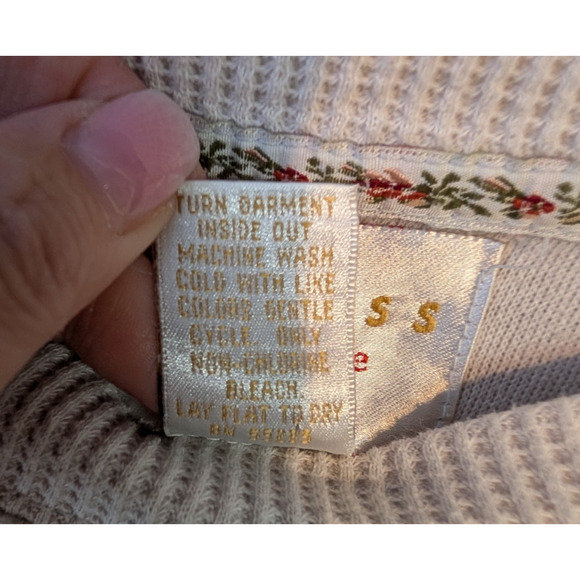 TURN GARMENT
INSIDE OUT
MACHINE WASH
COLD WITH LIKE
COLORS GENTLE
CYCLE. ONLY
NON-CHLORINE
BLEACH.
LAY FLAT TO DRY
RN
S S
e